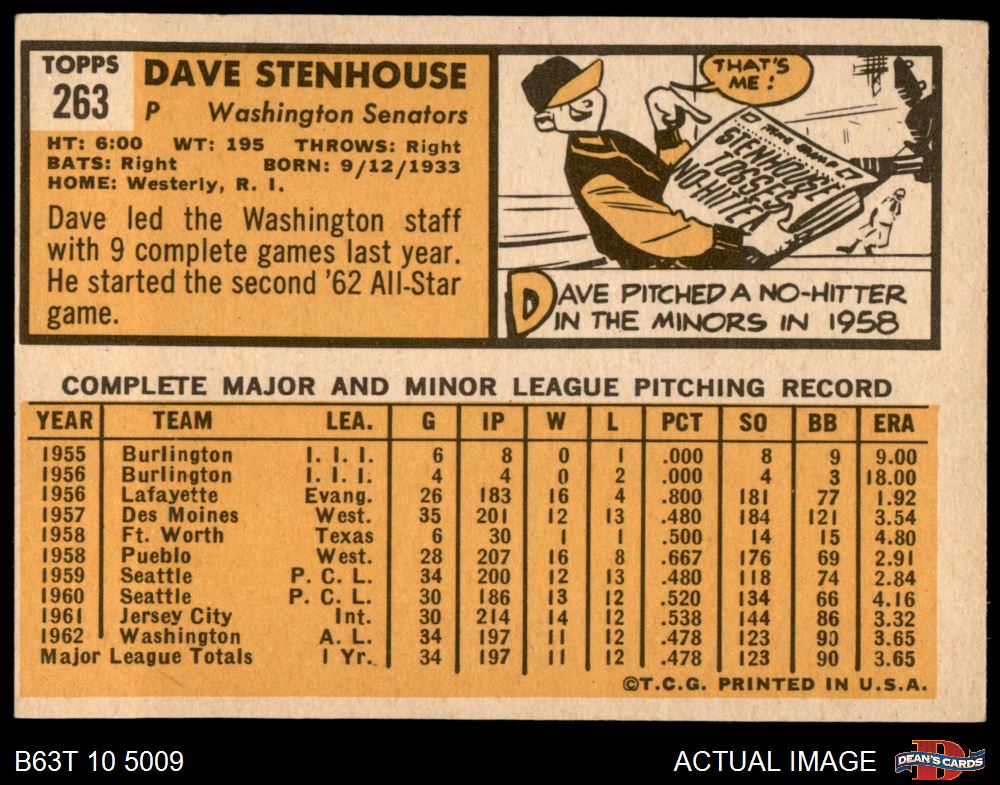 TOPPS
263
DAVE STENHOUSE
P Washington Senators
HT: 6:00 WT: 195 THROWS: Right
BATS: Right BORN: 9/12/1933
HOME: Westerly, R. I.
Dave led the Washington staff
with 9 complete games last year.
He started the second '62 All-Star
game.
THAT'S
ME!
STENHOUSE
TOSSES
NO-HITTER
DAVE PITCHED A NO-HITTER
IN THE MINORS IN 1958
COMPLETE MAJOR AND MINOR LEAGUE PITCHING RECORD
YEAR TEAM LEA. G IP W L PCT SO BB ERA
1955 Burlington I. I. I. 6 8 0 1 .000 8 9 9.00
1956 Burlington I. I. I. 4 4 0 2 .000 4 3 18.00
1956 Lafayette Evang. 26 183 16 4 .800 181 77 1.92
1957 Des Moines West. 35 201 12 13 .480 184 121 3.54
1958 Ft. Worth Texas 6 30 1 1 .500 14 15 4.80
1958 Pueblo West. 28 207 16 8 .667 176 69 2.91
1959 Seattle P. C. L. 34 200 12 13 .480 118 74 2.84
1960 Seattle P. C. L. 30 186 13 12 .520 134 66 4.16
1961 Jersey City Int. 30 214 14 12 .538 144 86 3.32
1962 Washington A. L. 34 197 11 12 .478 123 90 3.65
Major League Totals 1 Yr. 34 197 11 12 .478 123 90 3.65
©T.C.G. PRINTED IN U.S.A.
B63T 10 5009
ACTUAL IMAGE
D
DEAN'S CARDS